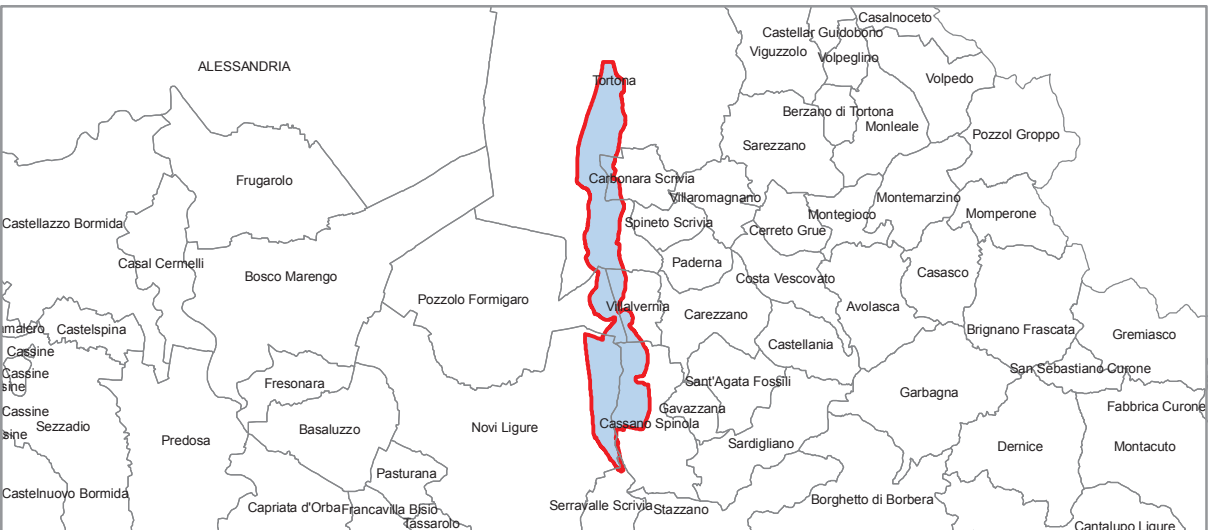 Casalnoceto
Castellar Guidobono
Viguzzolo
Volpeglino
ALESSANDRIA
Tortona
Volpedo
Berzano di Tortona
Monleale
Pozzol Groppo
Sarezzano
Frugarolo
Carbonara Scrivia
Villaromagnano
Montemarzino
Castellazzo Bormida
Spineto Scrivia
Montegioco
Momperone
Cerreto Grue
Casal Cermelli
Bosco Marengo
Paderna
Costa Vescovato
Casasco
Pozzolo Formigaro
Villalvernia
Carezzano
Avolasca
malero
Castelspina
Brignano Frascata
Gremiasco
Cassine
Castellania
San Sebastiano Curone
Cassine
sine
Fresonara
Sant'Agata Fossili
Garbagna
Fabbrica Curone
Cassine
Gavazzana
Sezzadio
Basaluzzo
Novi Ligure
Cassano Spinola
sine
Predosa
Sardigliano
Dernice
Montacuto
Pasturana
Castelnuovo Bormida
Capriata d'Orba
Francavilla Bisio
Serravalle Scrivia
Stazzano
Borghetto di Borbera
Tassarolo
Cantalupo Ligure